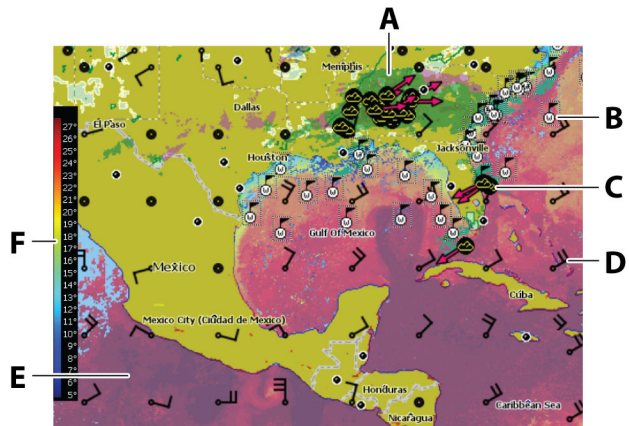 A
Memphis
B
Dallas
El Paso
Jacksonville
Houston
C
F
Gulf Of Mexico
D
Mexico
Cuba
Mexico City (Ciudad de Mexico)
E
Honduras
Caribbean Sea
Nicaragua
27°
26°
25°
24°
23°
22°
21°
20°
19°
18°
17°
16°
15°
14°
13°
12°
11°
10°
9°
8°
7°
6°
5°